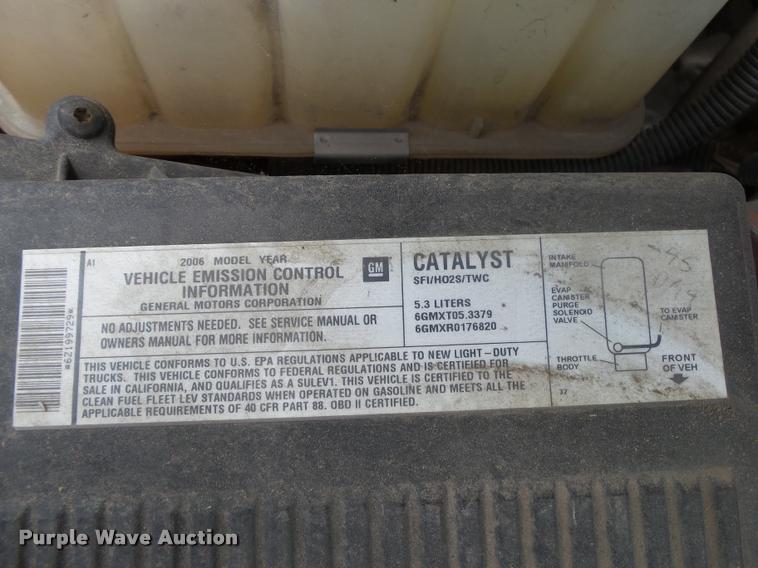 *62199729*
A1
2006 MODEL YEAR
VEHICLE EMISSION CONTROL
INFORMATION
GENERAL MOTORS CORPORATION
GM
NO ADJUSTMENTS NEEDED. SEE SERVICE MANUAL OR
OWNERS MANUAL FOR MORE INFORMATION.
CATALYST
SFI/HO2S/TWC
5.3 LITERS
6GMXT05.3379
6GMXR0176820
THIS VEHICLE CONFORMS TO U.S. EPA REGULATIONS APPLICABLE TO NEW LIGHT-DUTY
TRUCKS. THIS VEHICLE CONFORMS TO FEDERAL REGULATIONS AND IS CERTIFIED FOR
SALE IN CALIFORNIA, AND QUALIFIES AS A SULEV1. THIS VEHICLE IS CERTIFIED TO
CLEAN FUEL FLEET LEV STANDARDS WHEN OPERATED ON GASOLINE AND MEETS ALL THE
APPLICABLE REQUIREMENTS OF 40 CFR PART 88. OBD II CERTIFIED.
INTAKE
MANIFOLD
EVAP
CANISTER
PURGE
SOLENOID
VALVE
TO EVAP
CANISTER
THROTTLE
BODY
FRONT
OF VEH
37
Purple Wave Auction